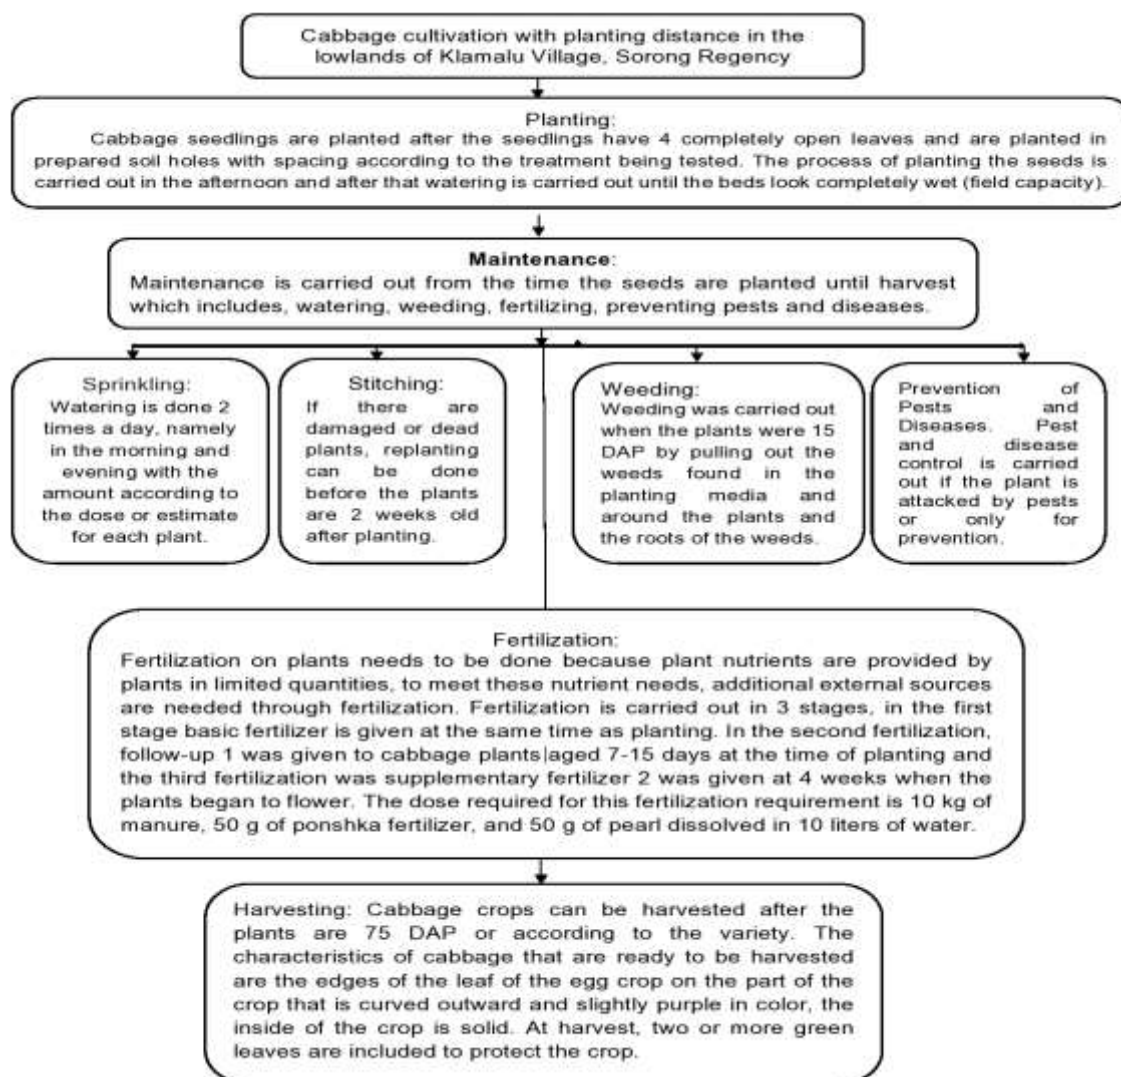 Cabbage cultivation with planting distance in the
lowlands of Klamalu Village, Sorong Regency
Planting:
Cabbage seedlings are planted after the seedlings have 4 completely open leaves and are planted in
prepared soil holes with spacing according to the treatment being tested. The process of planting the seeds is
carried out in the afternoon and after that watering is carried out until the beds look completely wet (field capacity).
Maintenance:
Maintenance is carried out from the time the seeds are planted until harvest
which includes, watering, weeding, fertilizing, preventing pests and diseases.
Sprinkling:
Watering is done 2
times a day, namely
in the morning and
evening with the
amount according to
the dose or estimate
for each plant.
Stitching:
If there are
damaged or dead
plants, replanting
can be done
before the plants
are 2 weeks old
after planting.
Weeding:
Weeding was carried out
when the plants were 15
DAP by pulling out the
weeds found in the
planting media and
around the plants and
the roots of the weeds.
Prevention of
Pests and
Diseases. Pest
and disease
control is carried
out if the plant is
attacked by pests
or only for
prevention.
Fertilization:
Fertilization on plants needs to be done because plant nutrients are provided by
plants in limited quantities, to meet these nutrient needs, additional external sources
are needed through fertilization. Fertilization is carried out in 3 stages, in the first
stage basic fertilizer is given at the same time as planting. In the second fertilization,
follow-up 1 was given to cabbage plants|aged 7-15 days at the time of planting and
the third fertilization was supplementary fertilizer 2 was given at 4 weeks when the
plants began to flower. The dose required for this fertilization requirement is 10 kg of
manure, 50 g of ponshka fertilizer, and 50 g of pearl dissolved in 10 liters of water.
Harvesting: Cabbage crops can be harvested after the
plants are 75 DAP or according to the variety. The
characteristics of cabbage that are ready to be harvested
are the edges of the leaf of the egg crop on the part of the
crop that is curved outward and slightly purple in color, the
inside of the crop is solid. At harvest, two or more green
leaves are included to protect the crop.